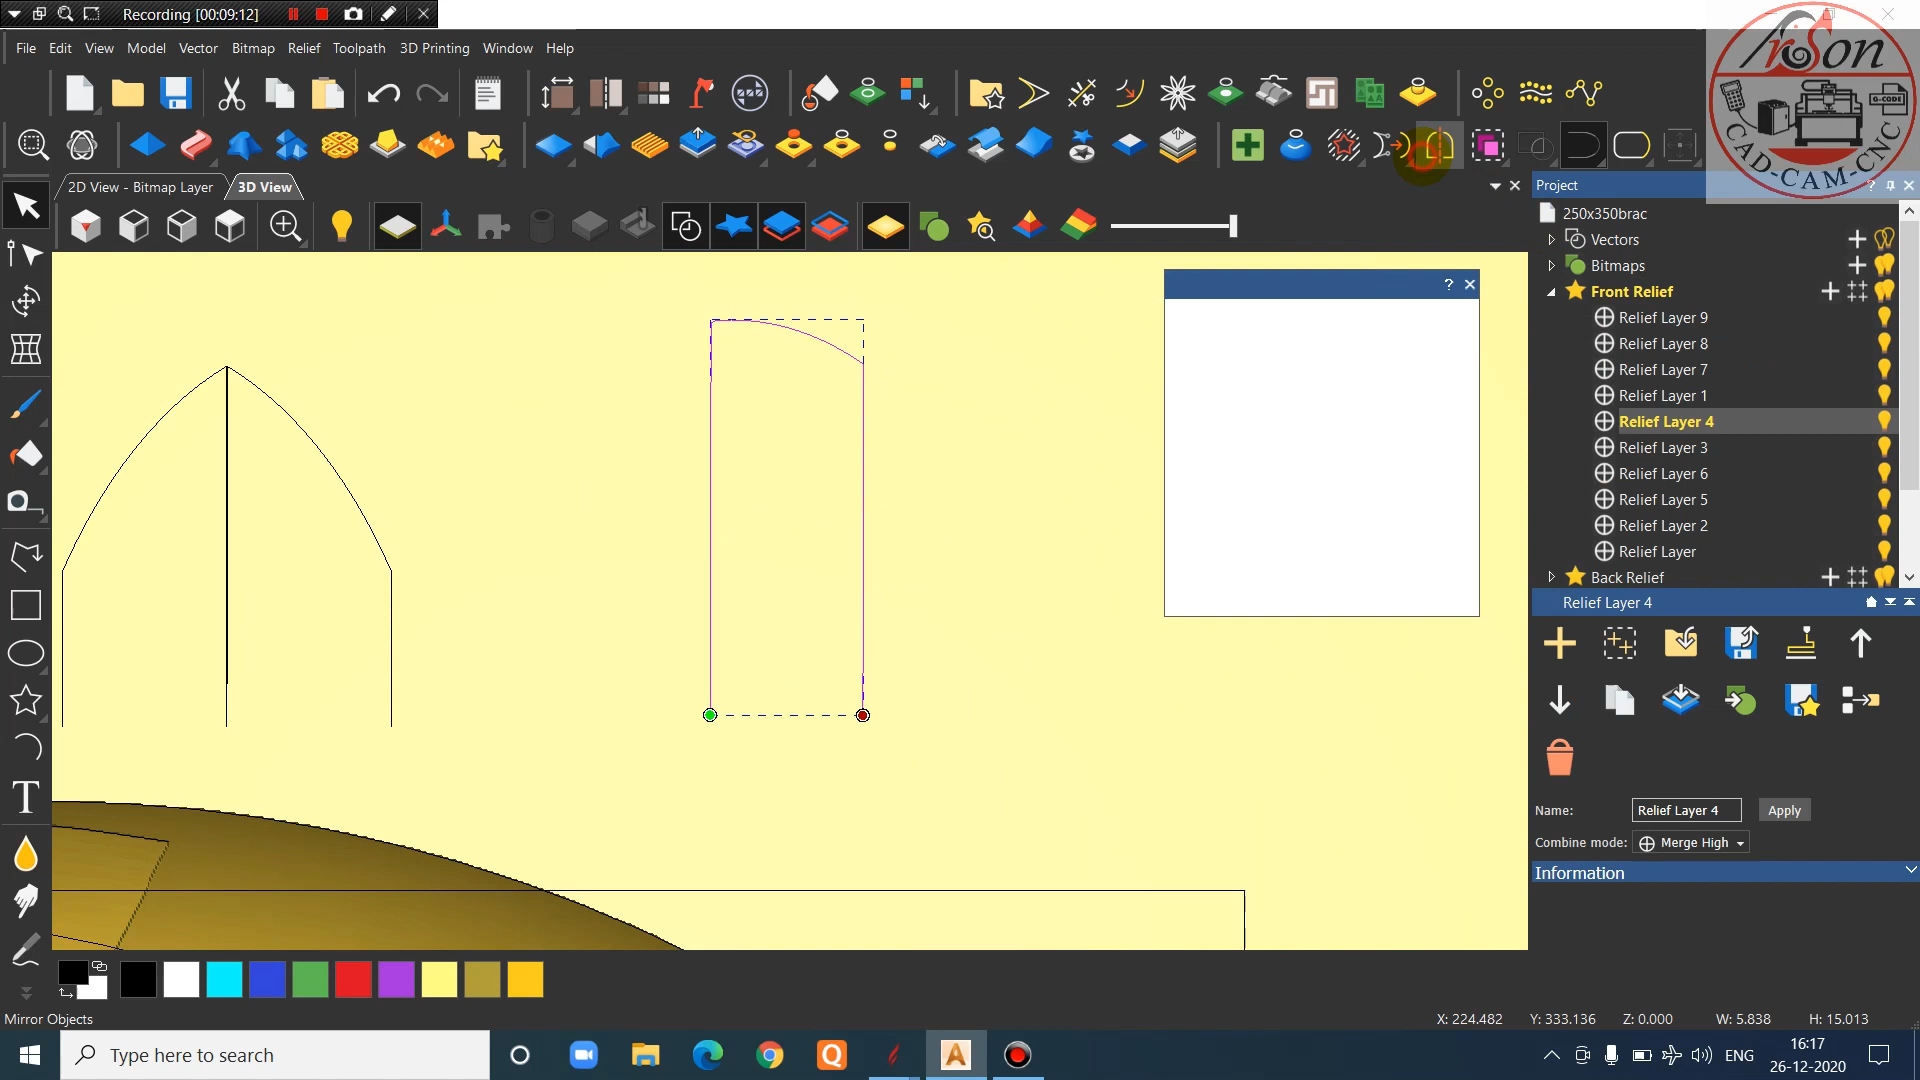 Recording [00:09:12]
File Edit View Model Vector Bitmap Relief Toolpath 3D Printing Window Help
ArtSon
G-CODE
CAD-CAM-CNC
2D View - Bitmap Layer
3D View
Project
250x350brac
Vectors
Bitmaps
Front Relief
Relief Layer 9
Relief Layer 8
Relief Layer 7
Relief Layer 1
Relief Layer 4
Relief Layer 3
Relief Layer 6
Relief Layer 5
Relief Layer 2
Relief Layer
Back Relief
Relief Layer 4
Name: Relief Layer 4 Apply
Combine mode: Merge High
Information
Mirror Objects
X: 224.482 Y: 333.136 Z: 0.000 W: 5.838 H: 15.013
Type here to search
ENG
16:17
26-12-2020